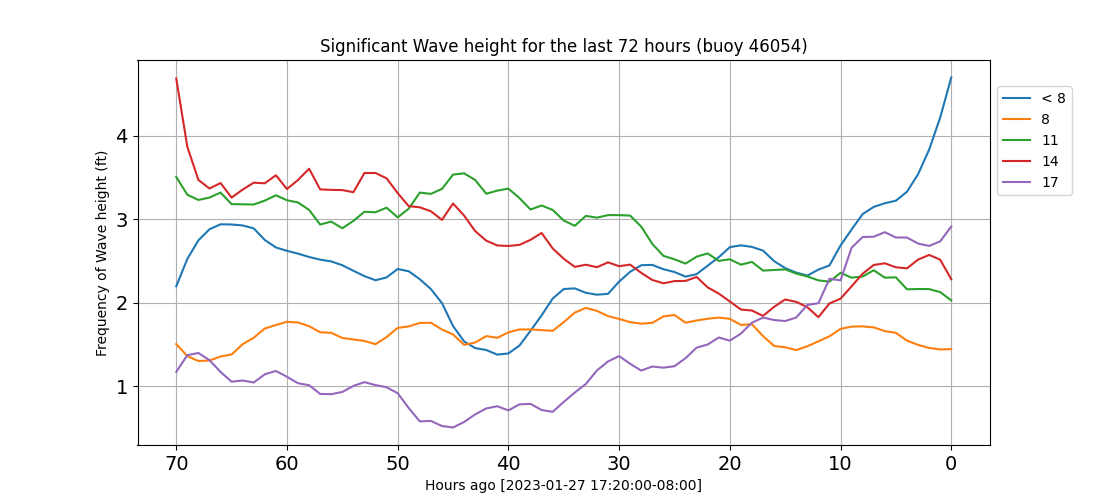 Significant Wave height for the last 72 hours (buoy 46054)
Frequency of Wave height (ft)
4
3
2
1
70 60 50 40 30 20 10 0
Hours ago [2023-01-27 17:20:00-08:00]
< 8
8
11
14
17